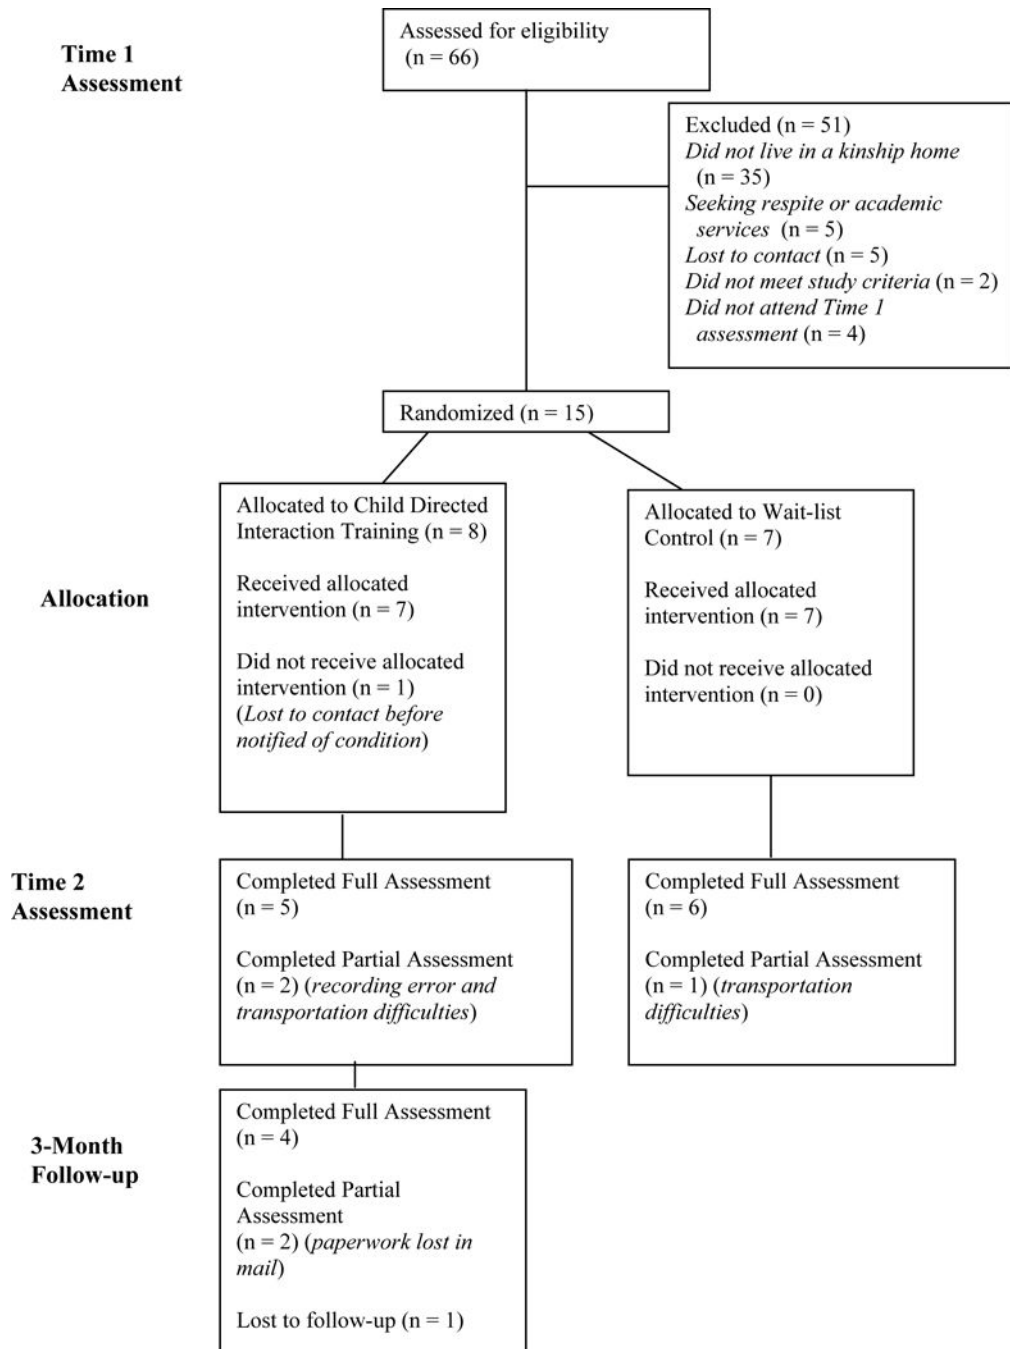 Time 1
Assessment
Assessed for eligibility
(n = 66)
Excluded (n = 51)
Did not live in a kinship home
(n = 35)
Seeking respite or academic
services (n = 5)
Lost to contact (n = 5)
Did not meet study criteria (n = 2)
Did not attend Time 1
assessment (n = 4)
Randomized (n = 15)
Allocation
Allocated to Child Directed
Interaction Training (n = 8)
Received allocated
intervention (n = 7)
Did not receive allocated
intervention (n = 1)
(Lost to contact before
notified of condition)
Allocated to Wait-list
Control (n = 7)
Received allocated
intervention (n = 7)
Did not receive allocated
intervention (n = 0)
Time 2
Assessment
Completed Full Assessment
(n = 5)
Completed Partial Assessment
(n = 2) (recording error and
transportation difficulties)
Completed Full Assessment
(n = 6)
Completed Partial Assessment
(n = 1) (transportation
difficulties)
3-Month
Follow-up
Completed Full Assessment
(n = 4)
Completed Partial
Assessment
(n = 2) (paperwork lost in
mail)
Lost to follow-up (n = 1)